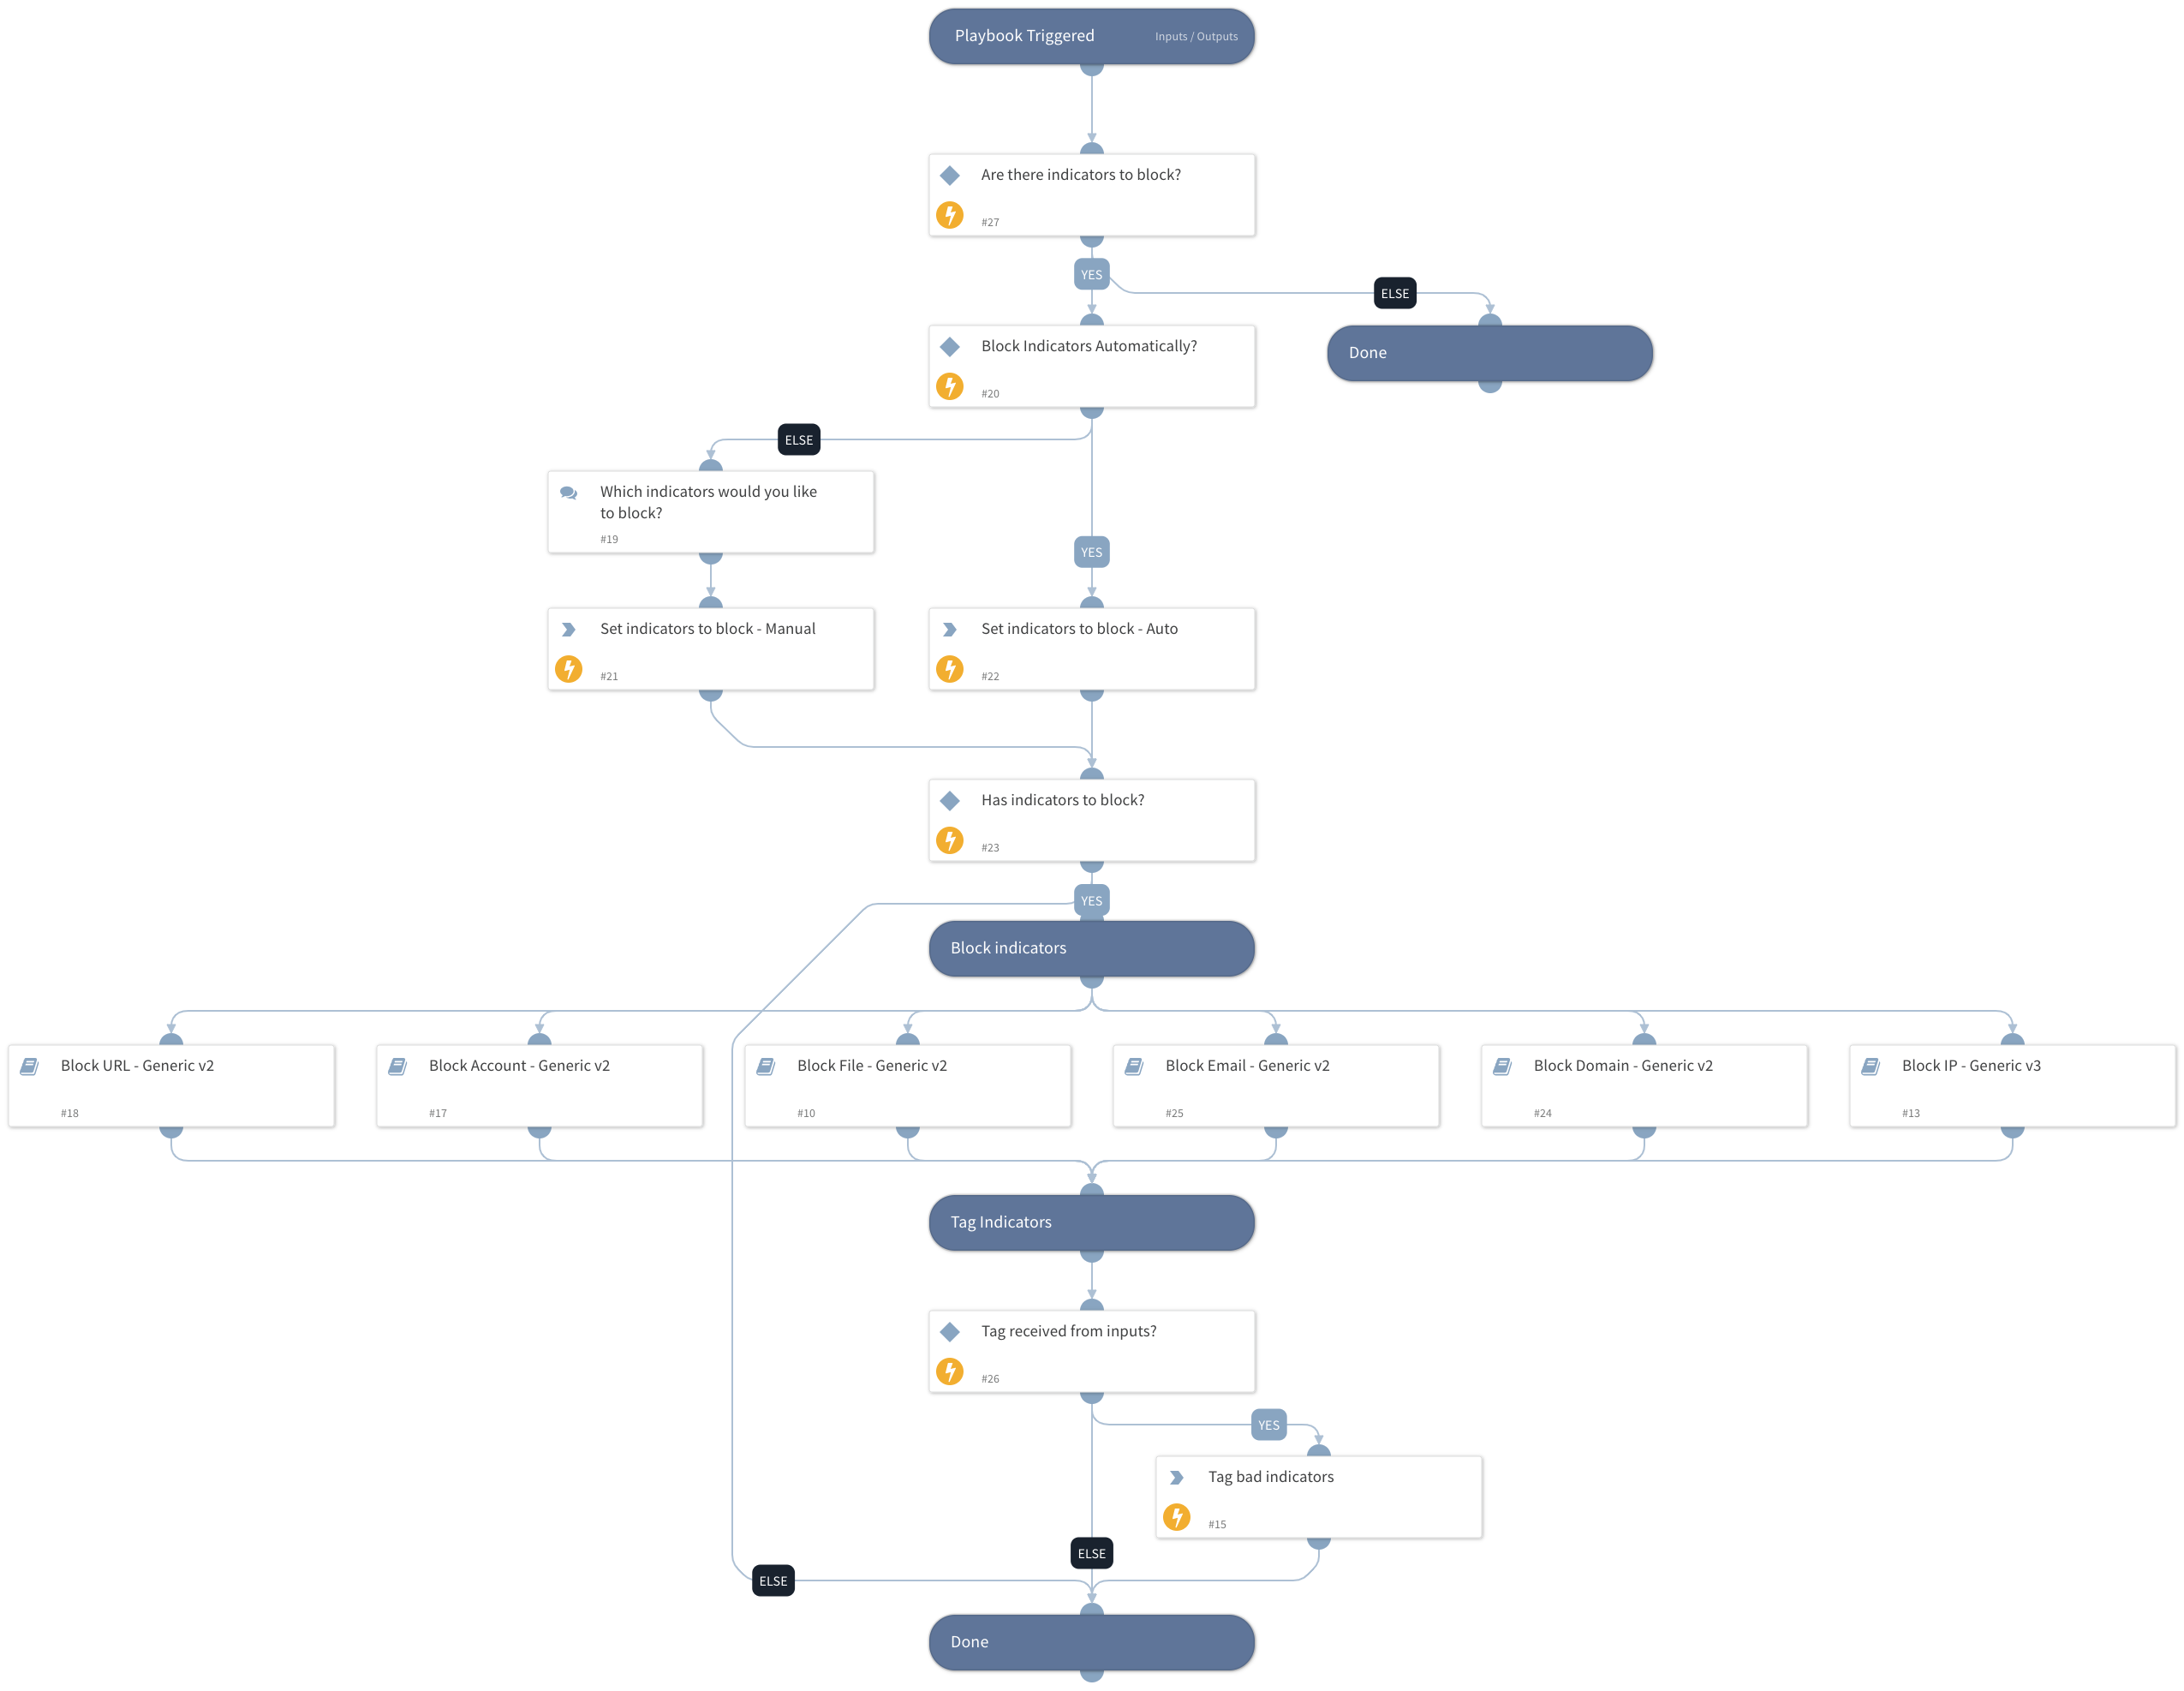 Playbook Triggered
Inputs / Outputs
Are there indicators to block?
#27
YES
ELSE
Block Indicators Automatically?
#20
Done
ELSE
Which indicators would you like
to block?
#19
YES
Set indicators to block - Manual
#21
Set indicators to block - Auto
#22
Has indicators to block?
#23
YES
Block indicators
Block URL - Generic v2
#18
Block Account - Generic v2
#17
Block File - Generic v2
#10
Block Email - Generic v2
#25
Block Domain - Generic v2
#24
Block IP - Generic v3
#13
Tag Indicators
Tag received from inputs?
#26
YES
Tag bad indicators
#15
ELSE
ELSE
Done